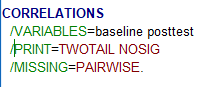 CORRELATIONS
/VARIABLES=baseline posttest
/PRINT=TWOTAIL NOSIG
/MISSING=PAIRWISE.